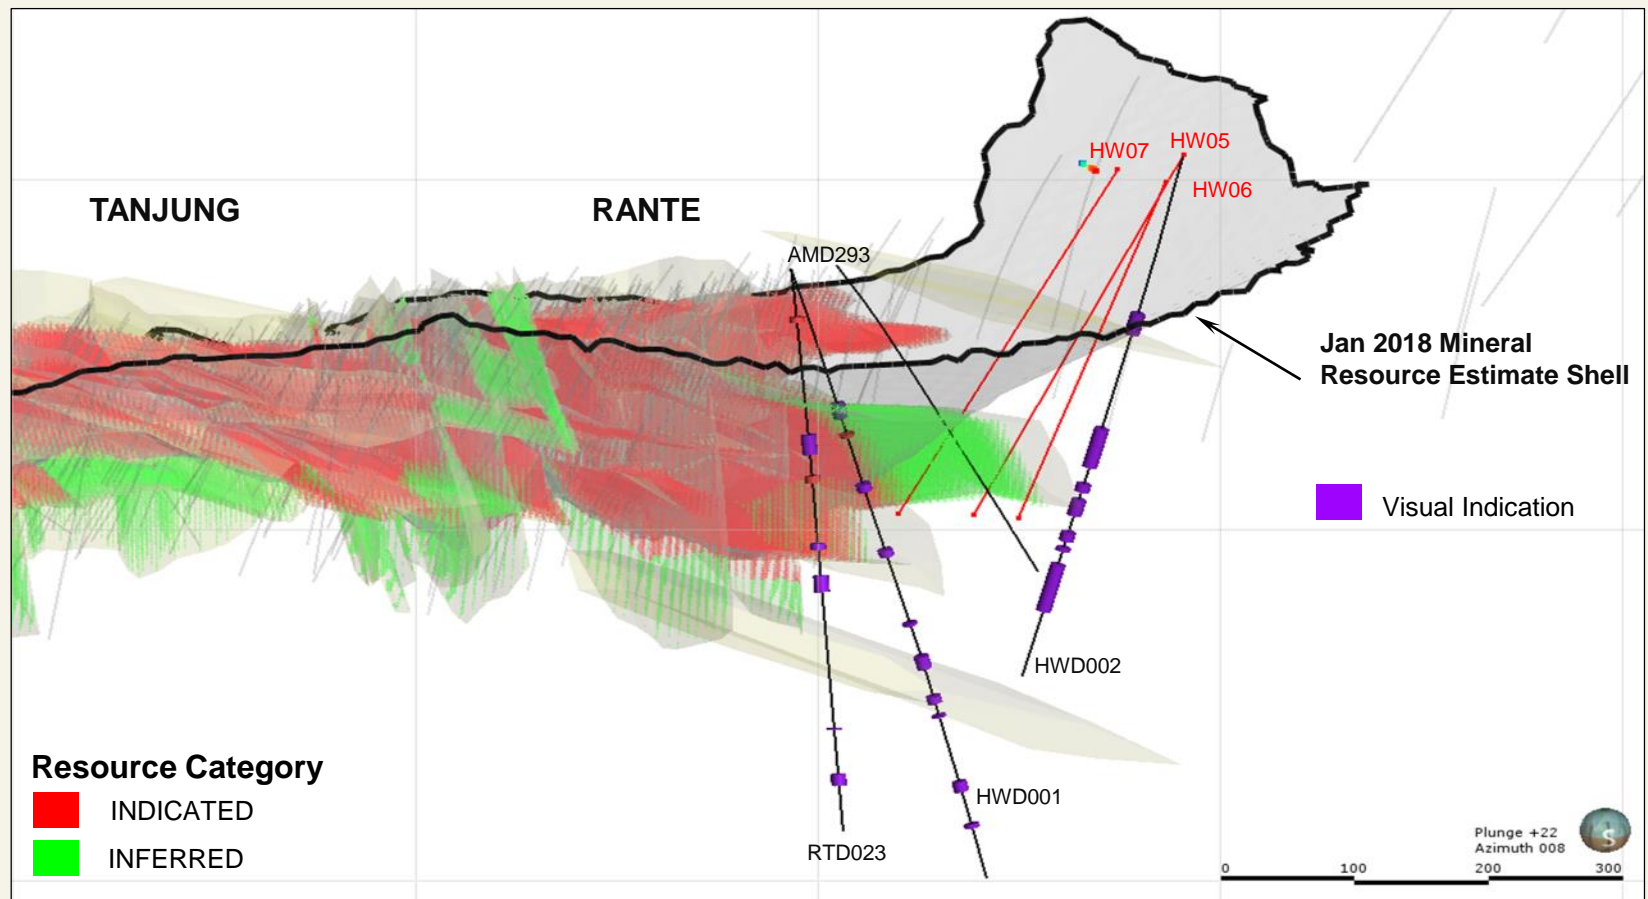 HW07
HW05
HW06
TANJUNG
RANTE
AMD293
Jan 2018 Mineral
Resource Estimate Shell
Visual Indication
HWD002
Resource Category
INDICATED
INFERRED
HWD001
RTD023
Plunge +22
Azimuth 008
S
0 100 200 300